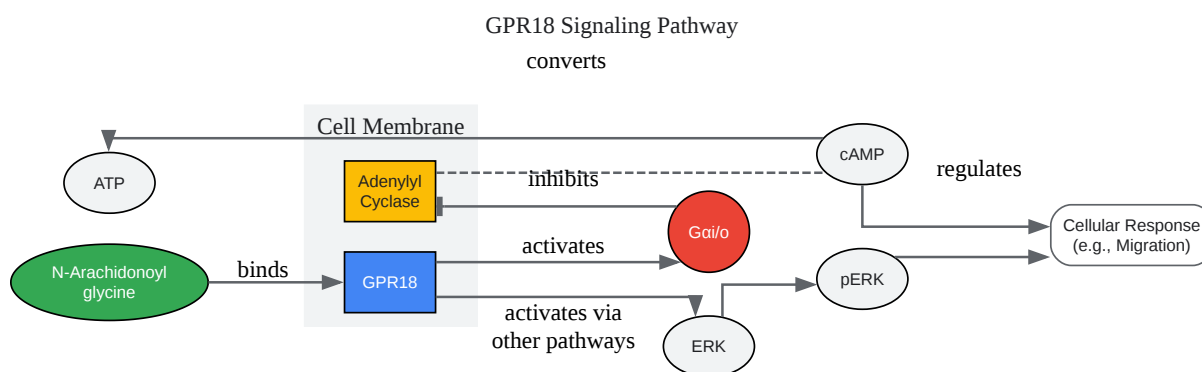 GPR18 Signaling Pathway
converts
Cell Membrane
cAMP
regulates
ATP
Adenylyl
Cyclase
inhibits
Cellular Response
(e.g., Migration)
Gαi/o
activates
N-Arachidonoyl
glycine
binds
GPR18
pERK
activates via
other pathways
ERK